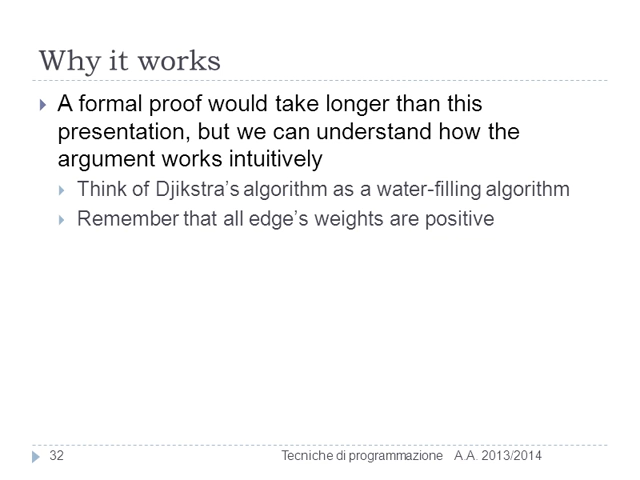 Why it works
A formal proof would take longer than this
presentation, but we can understand how the
argument works intuitively
Think of Djikstra's algorithm as a water-filling algorithm
Remember that all edge's weights are positive
32
Tecniche di programmazione A.A. 2013/2014